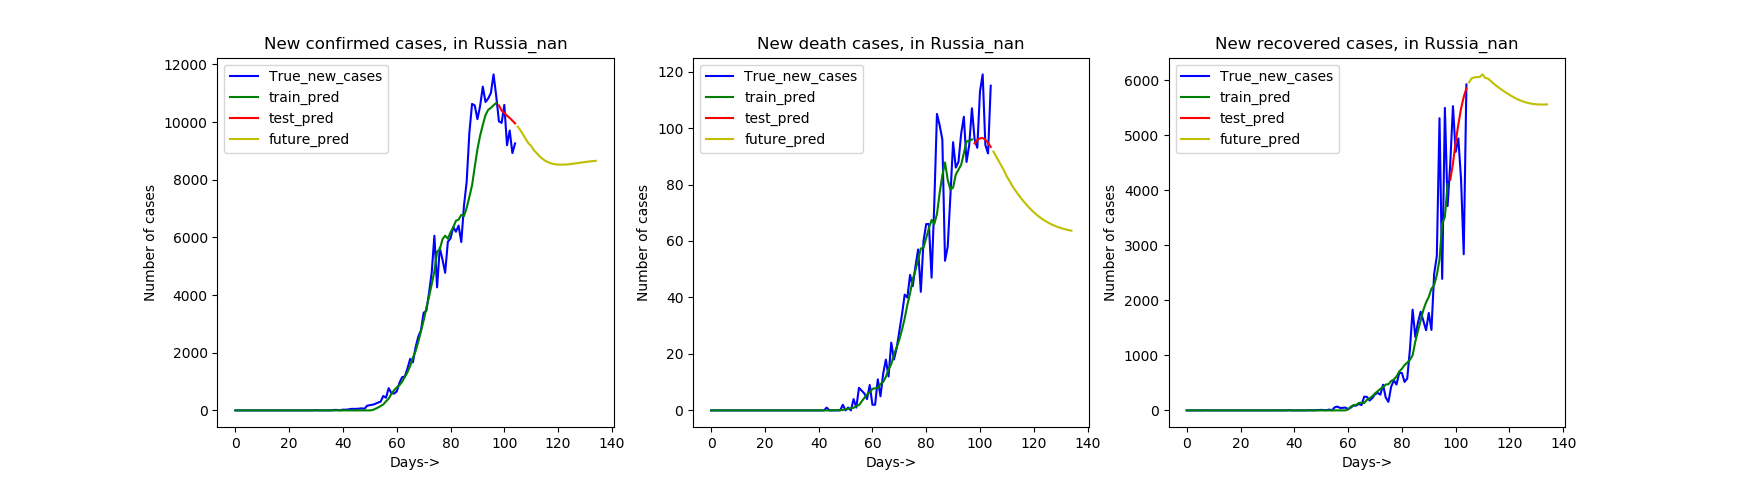 New confirmed cases, in Russia_nan
12000
10000
8000
6000
4000
2000
0
Number of cases
True_new_cases
train_pred
test_pred
future_pred
0 20 40 60 80 100 120 140
Days->
New death cases, in Russia_nan
120
100
80
60
40
20
0
Number of cases
True_new_cases
train_pred
test_pred
future_pred
0 20 40 60 80 100 120 140
Days->
New recovered cases, in Russia_nan
6000
5000
4000
3000
2000
1000
0
Number of cases
True_new_cases
train_pred
test_pred
future_pred
0 20 40 60 80 100 120 140
Days->